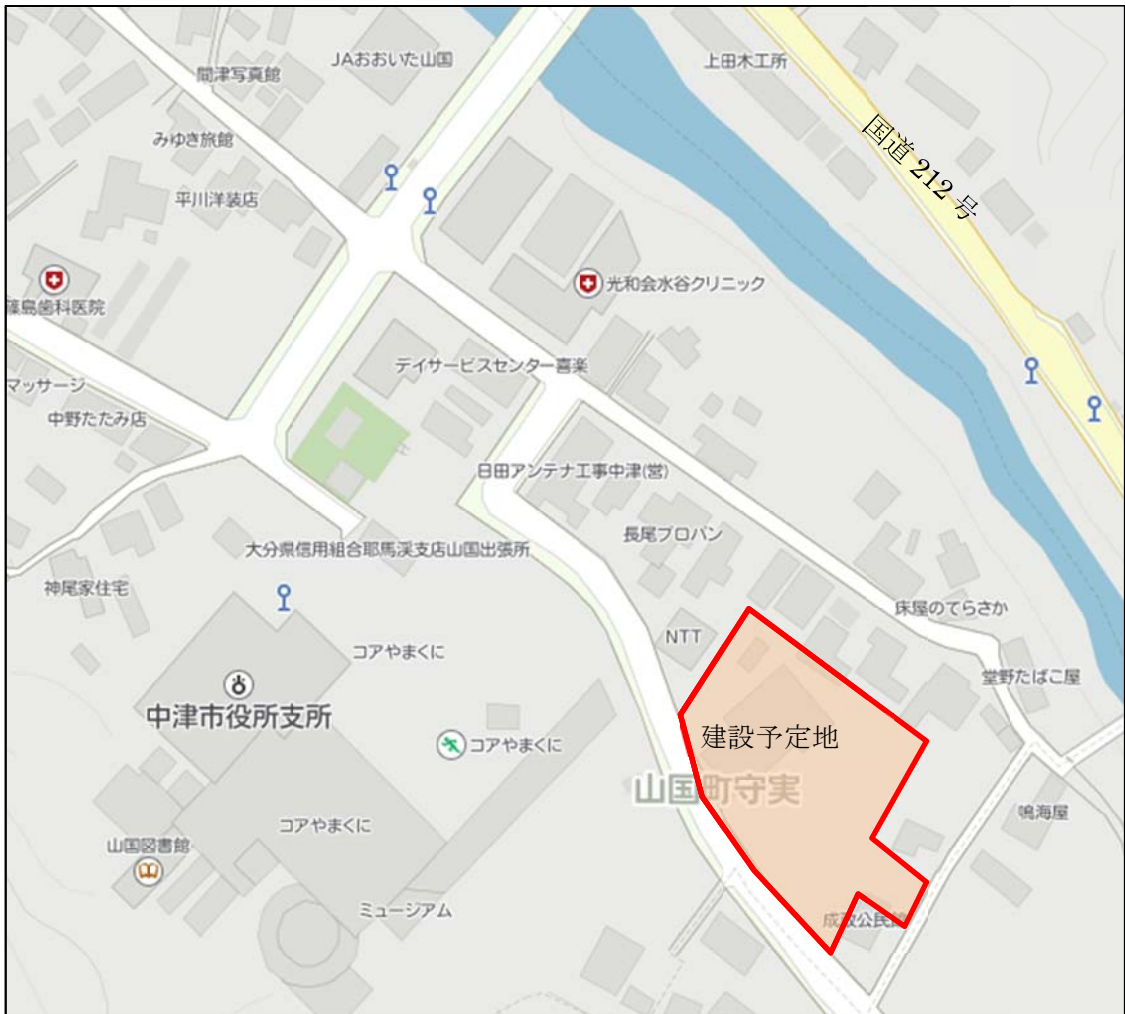 JAおおいた山国
上田木工所
間津写真館
国道 212 号
みゆき旅館
平川洋装店
光和会水谷クリニック
篠島歯科医院
デイサービスセンター喜楽
マッサージ
中野たたみ店
日田アンテナ工事中津(営)
長尾プロパン
大分県信用組合耶馬渓支店山国出張所
神尾家住宅
床屋のてらさか
NTT
コアやまくに
堂野たばこ屋
中津市役所支所
建設予定地
コアやまくに
山国町守実
鳴海屋
コアやまくに
山国図書館
ミュージアム
成政公民館